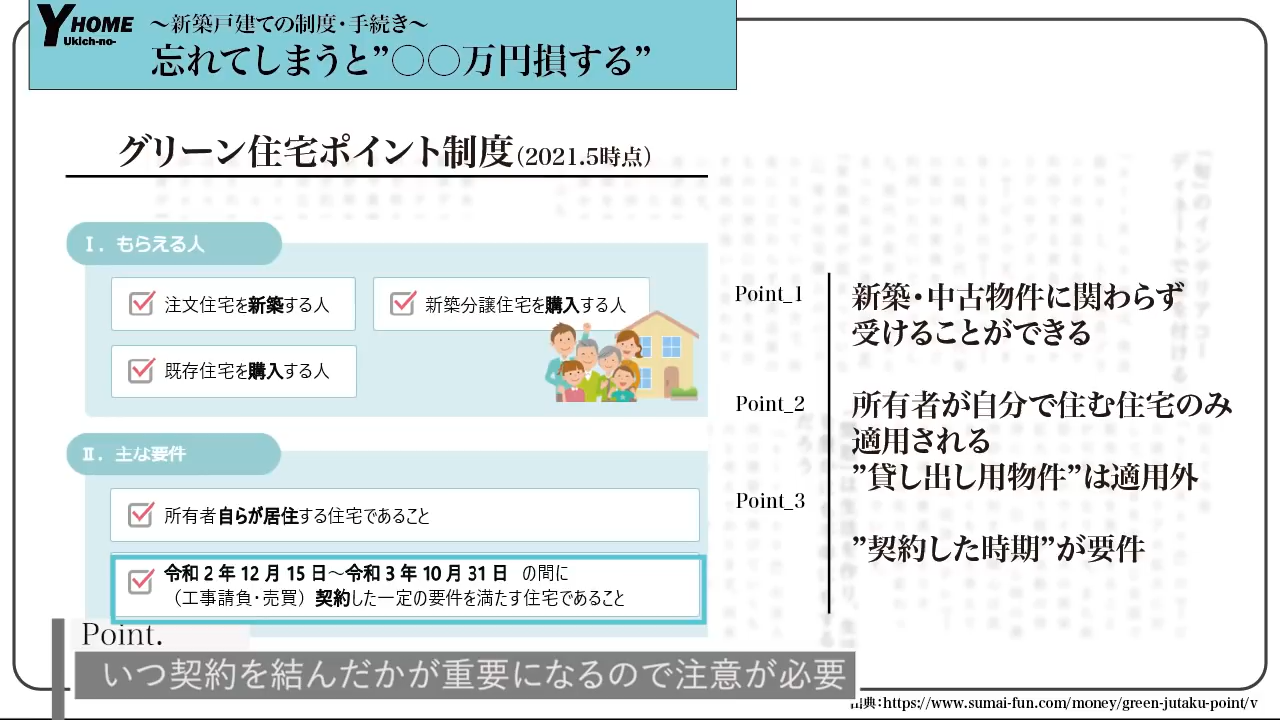 YHOME
Ukich-no-
～新築戸建ての制度・手続き～
忘れてしまうと”○○万円損する”
グリーン住宅ポイント制度（2021.5時点）
Ⅰ．もらえる人
注文住宅を新築する人
新築分譲住宅を購入する人
既存住宅を購入する人
Ⅱ．主な要件
所有者自らが居住する住宅であること
令和２年12月15日～令和３年10月31日 の間に
（工事請負・売買）契約した一定の要件を満たす住宅であること
Point_1
新築・中古物件に関わらず
受けることができる
Point_2
所有者が自分で住む住宅のみ
適用される
”貸し出し用物件”は適用外
Point_3
”契約した時期”が要件
Point.
いつ契約を結んだかが重要になるので注意が必要
出典：https://www.sumai-fun.com/money/green-jutaku-point/v